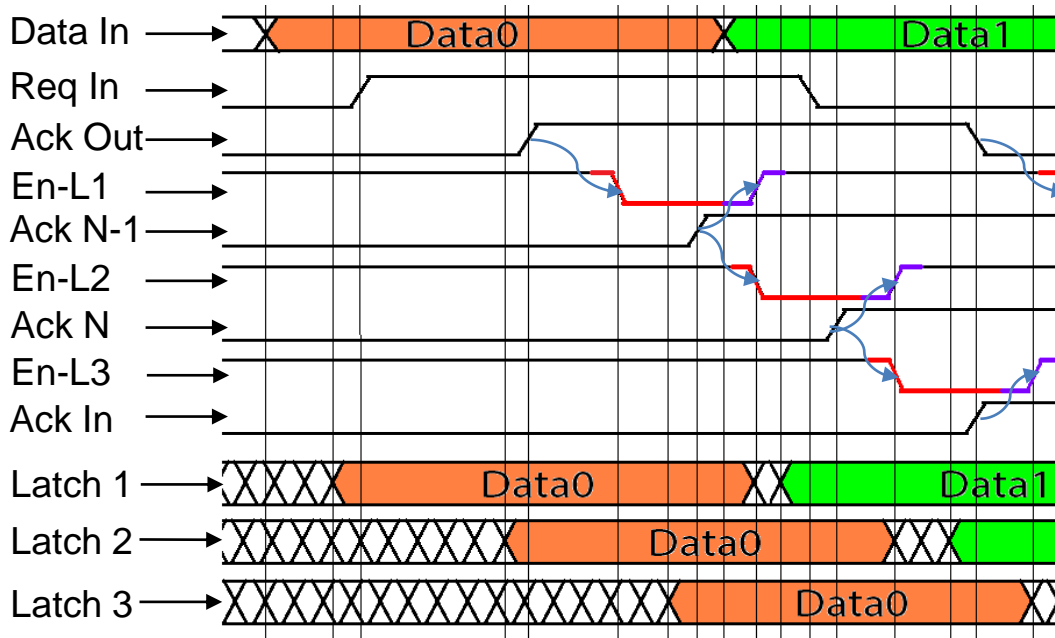 Data In
Data0
Data1
Req In
Ack Out
En-L1
Ack N-1
En-L2
Ack N
En-L3
Ack In
Latch 1
Data0
Data1
Latch 2
Data0
Latch 3
Data0